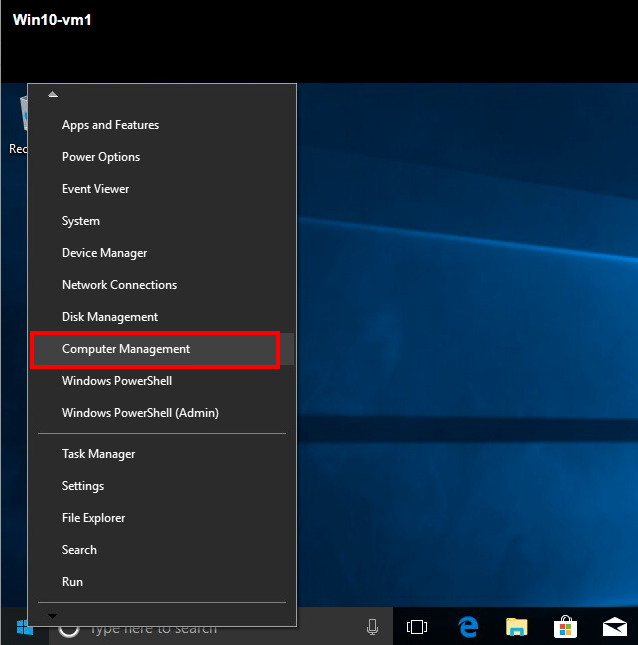 Win10-vm1
Rec
Apps and Features
Power Options
Event Viewer
System
Device Manager
Network Connections
Disk Management
Computer Management
Windows PowerShell
Windows PowerShell (Admin)
Task Manager
Settings
File Explorer
Search
Run
Type here to search